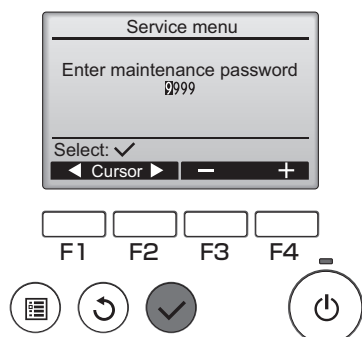 Service menu
Enter maintenance password
9999
Select: ✓
◀ Cursor ▶ − +
F1 F2 F3 F4